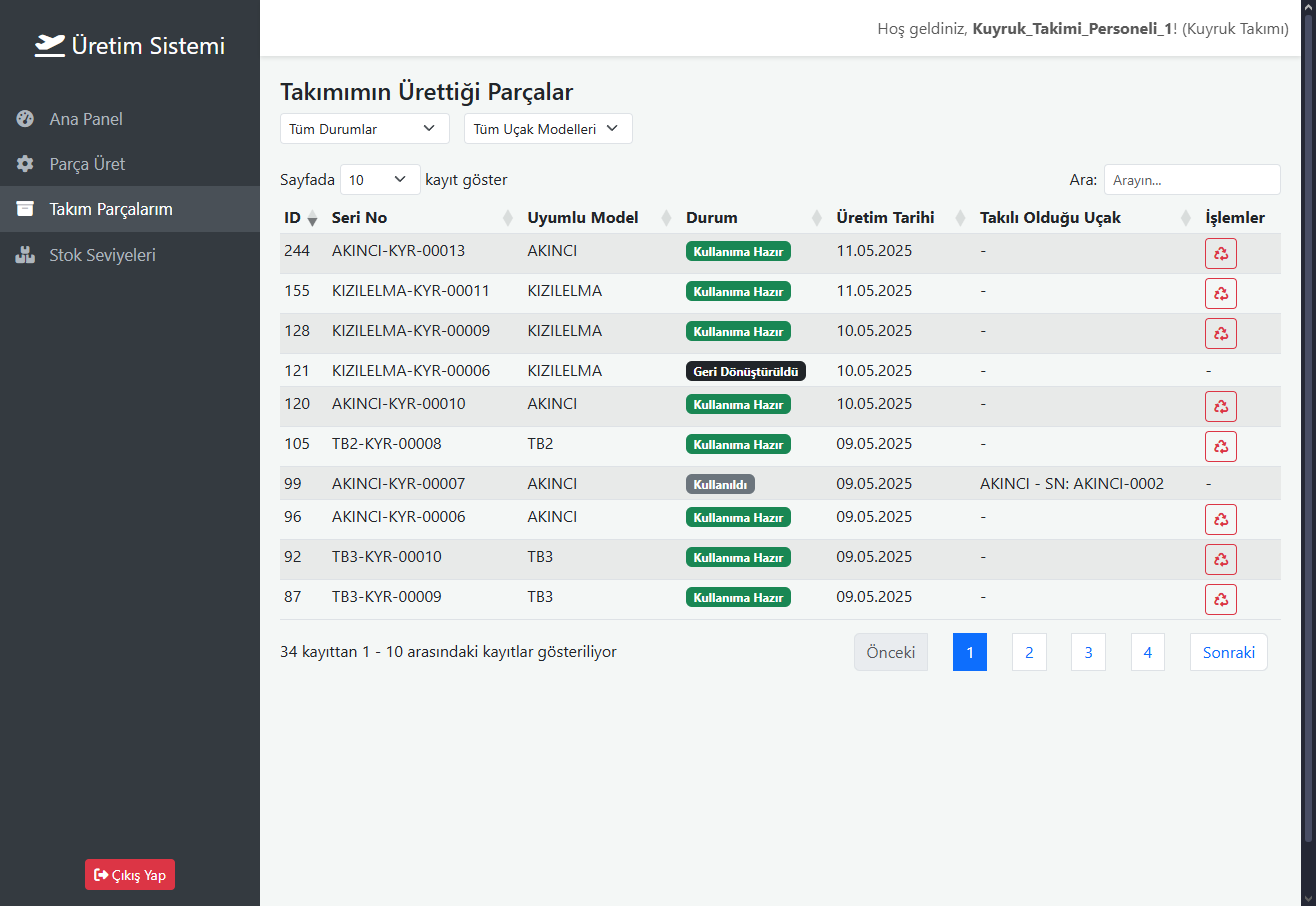 Üretim Sistemi
Hoş geldiniz, Kuyruk_Takimi_Personeli_1! (Kuyruk Takımı)
Ana Panel
Parça Üret
Takım Parçalarım
Stok Seviyeleri
Çıkış Yap
Takımımın Ürettiği Parçalar
Tüm Durumlar Tüm Uçak Modelleri
Sayfada 10 kayıt göster Ara: Arayın...
ID Seri No Uyumlu Model Durum Üretim Tarihi Takılı Olduğu Uçak İşlemler
244 AKINCI-KYR-00013 AKINCI Kullanıma Hazır 11.05.2025 -
155 KIZILELMA-KYR-00011 KIZILELMA Kullanıma Hazır 11.05.2025 -
128 KIZILELMA-KYR-00009 KIZILELMA Kullanıma Hazır 10.05.2025 -
121 KIZILELMA-KYR-00006 KIZILELMA Geri Dönüştürüldü 10.05.2025 - -
120 AKINCI-KYR-00010 AKINCI Kullanıma Hazır 10.05.2025 -
105 TB2-KYR-00008 TB2 Kullanıma Hazır 09.05.2025 -
99 AKINCI-KYR-00007 AKINCI Kullanıldı 09.05.2025 AKINCI - SN: AKINCI-0002 -
96 AKINCI-KYR-00006 AKINCI Kullanıma Hazır 09.05.2025 -
92 TB3-KYR-00010 TB3 Kullanıma Hazır 09.05.2025 -
87 TB3-KYR-00009 TB3 Kullanıma Hazır 09.05.2025 -
34 kayıttan 1 - 10 arasındaki kayıtlar gösteriliyor Önceki 1 2 3 4 Sonraki